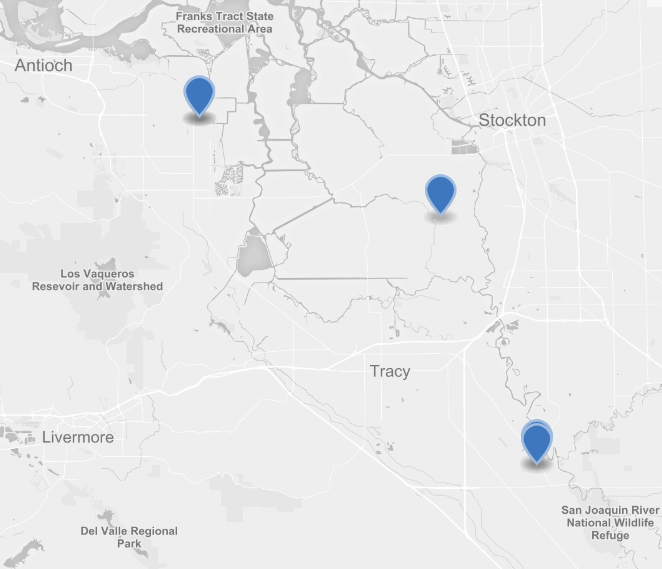 Franks Tract State
Recreational Area
Antioch
Stockton
Los Vaqueros
Resevoir and Watershed
Tracy
Livermore
San Joaquin River
National Wildlife
Refuge
Del Valle Regional
Park